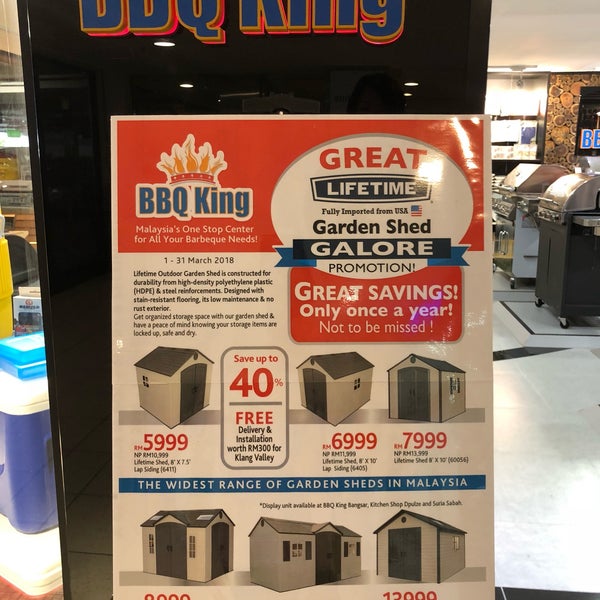 BBQ King
BBQ King
Malaysia's One Stop Center
for All Your Barbeque Needs!
GREAT
LIFETIME
Fully Imported from USA
Garden Shed
GALORE
PROMOTION!
1 - 31 March 2018
Lifetime Outdoor Garden Shed is constructed for
durability from high-density polyethylene plastic
(HDPE) & steel reinforcements. Designed with
stain-resistant flooring, its low maintenance & no
rust exterior.
Get organized storage space with our garden shed &
have a peace of mind knowing your storage items are
locked up, safe and dry.
GREAT SAVINGS!
Only once a year!
Not to be missed !
Save up to
40%
FREE
Delivery &
Installation
worth RM300 for
Klang Valley
RM5999
NP RM10,999
Lifetime Shed, 8' X 7.5'
Lap Siding (6411)
RM6999
NP RM11,999
Lifetime Shed, 8' X 10'
Lap Siding (6405)
RM7999
NP RM13,999
Lifetime Shed 8' X 10' (60056)
THE WIDEST RANGE OF GARDEN SHEDS IN MALAYSIA
*Display unit available at BBQ King Bangsar, Kitchen Shop Dpulze and Suria Sabah.
8999
13999